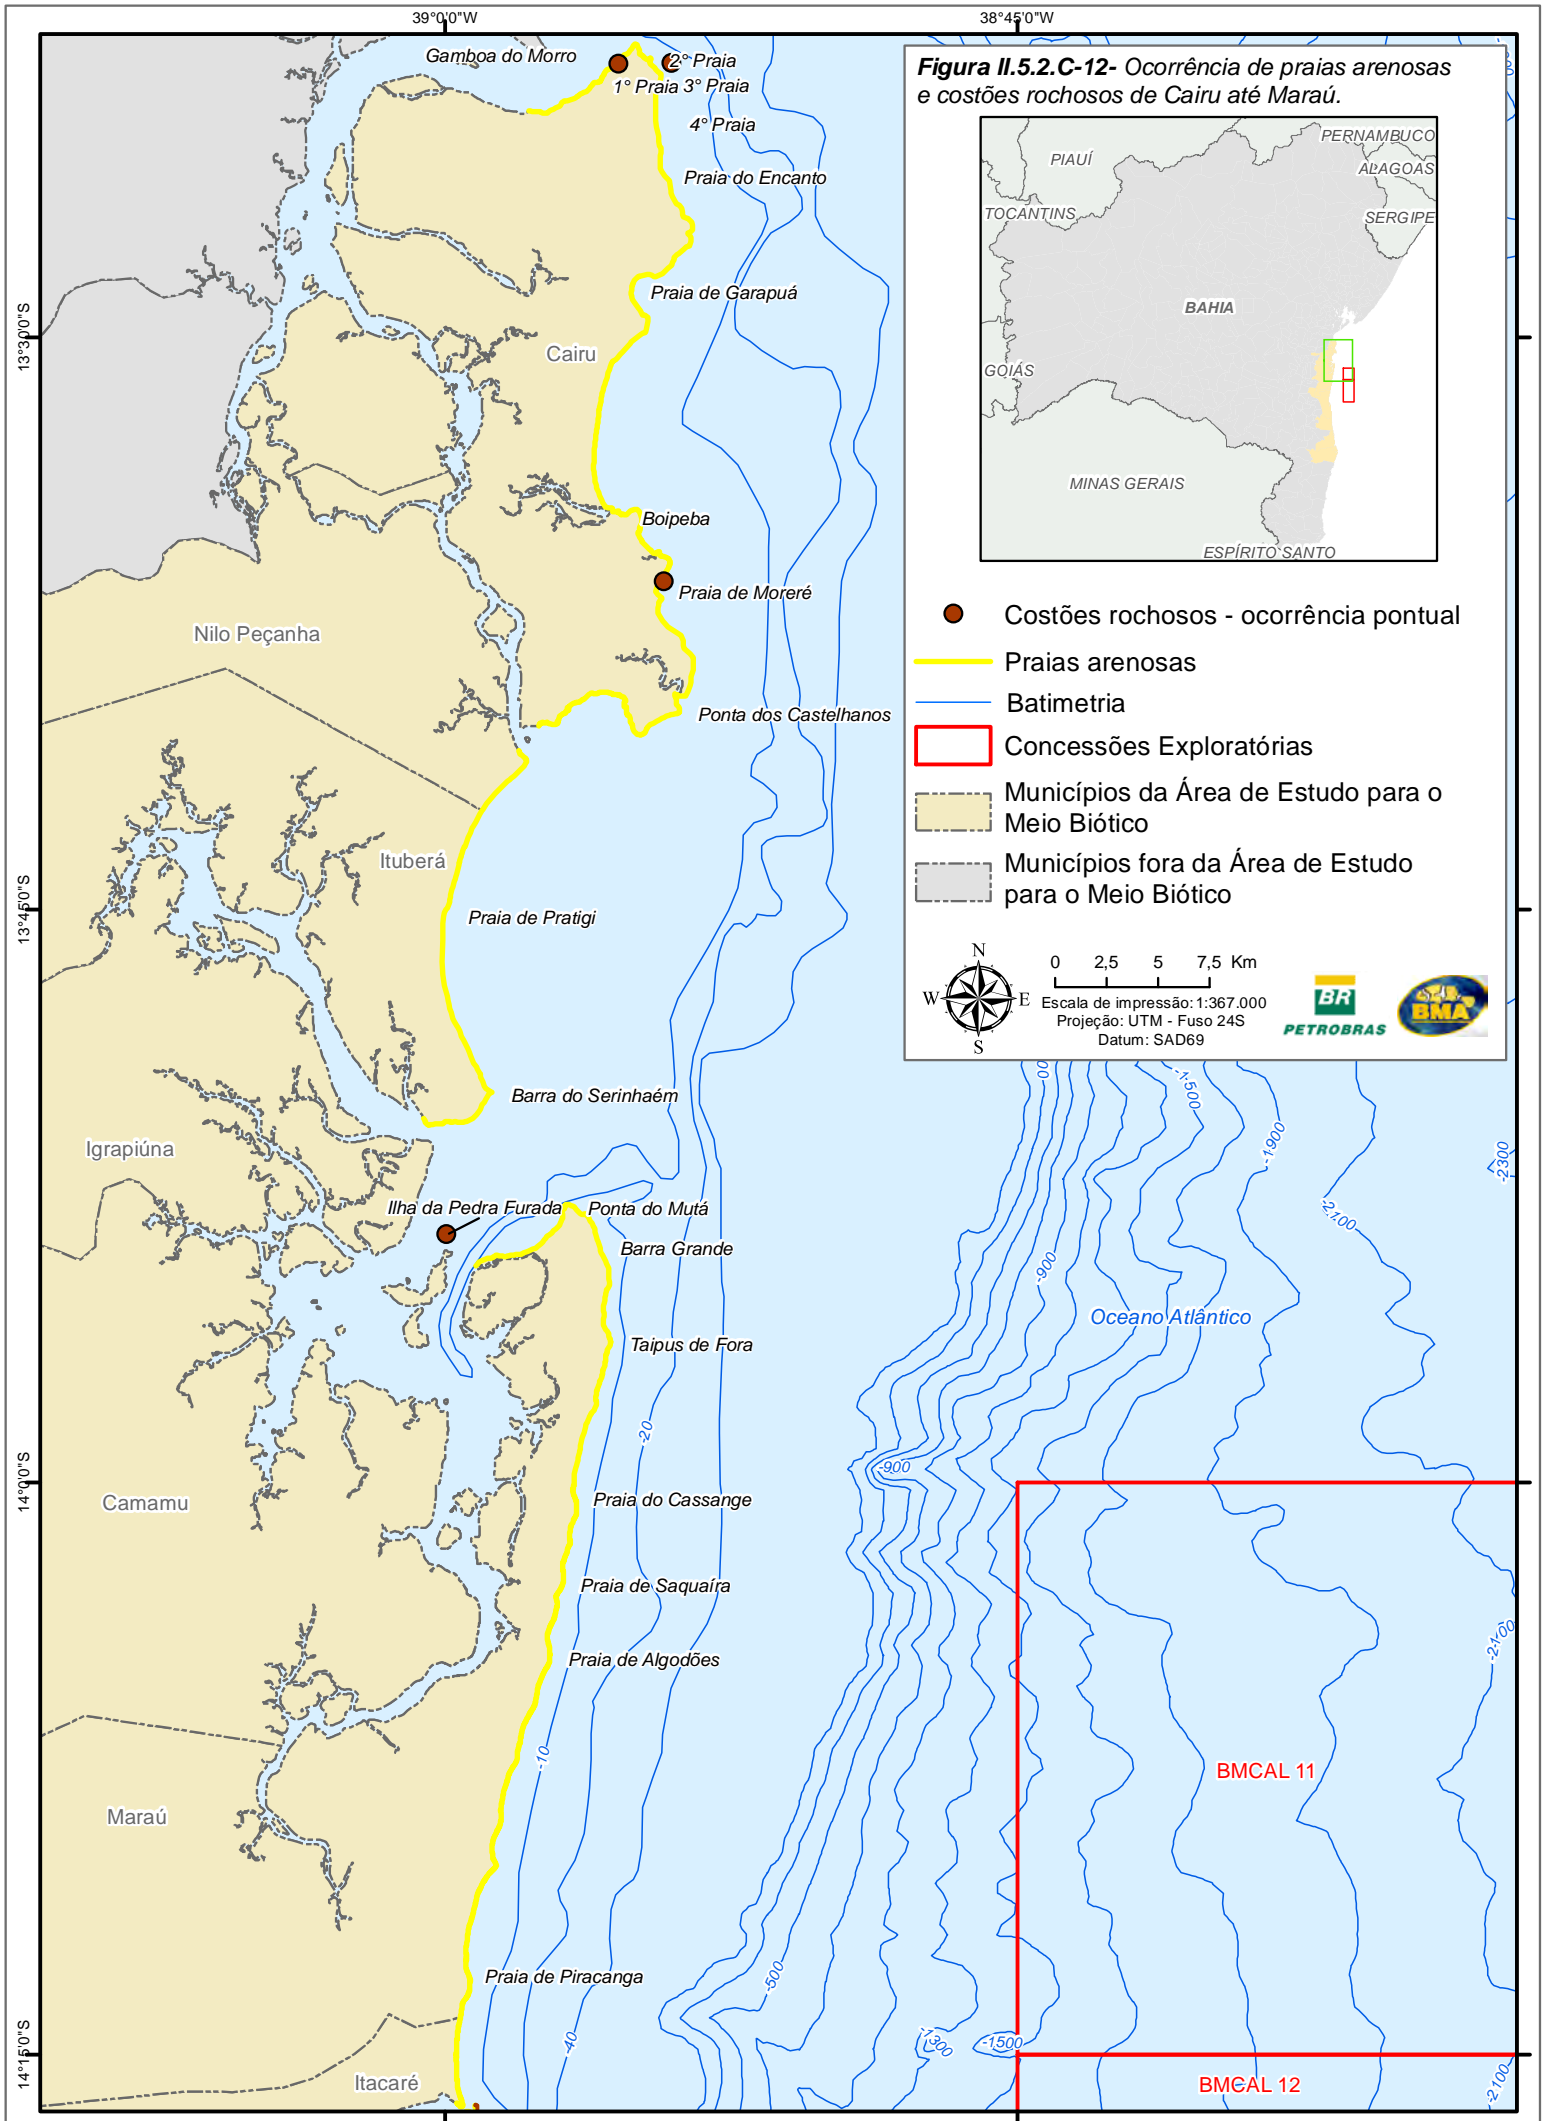 39°0'0"W
38°45'0"W
Gamboa do Morro
2° Praia
1° Praia 3° Praia
4° Praia
Praia do Encanto
Praia de Garapuá
13°30'0"S
Cairu
Boipeba
Praia de Moreré
Nilo Peçanha
Ponta dos Castelhanos
Ituberá
13°45'0"S
Praia de Pratigi
Barra do Serinhaém
Igrapiúna
Ilha da Pedra Furada
Ponta do Mutá
Barra Grande
Taipus de Fora
14°0'0"S
Camamu
Praia do Cassange
Praia de Saquaíra
Praia de Algodões
Maraú
Praia de Piracanga
14°15'0"S
Itacaré
Figura II.5.2.C-12- Ocorrência de praias arenosas
e costões rochosos de Cairu até Maraú.
PERNAMBUCO
PIAUÍ
ALAGOAS
TOCANTINS
SERGIPE
BAHIA
GOIÁS
MINAS GERAIS
ESPÍRITO SANTO
Costões rochosos - ocorrência pontual
Praias arenosas
Batimetria
Concessões Exploratórias
Municípios da Área de Estudo para o
Meio Biótico
Municípios fora da Área de Estudo
para o Meio Biótico
N
W
E
S
0 2,5 5 7,5 Km
Escala de impressão:1:367.000
Projeção: UTM - Fuso 24S
Datum: SAD69
BR
PETROBRAS
BMA
-1500
-1900
-2300
-2100
-900
Oceano Atlântico
-20
-900
-2100
-10
BMCAL 11
-500
-40
-1300
-1500
BMCAL 12
-2100